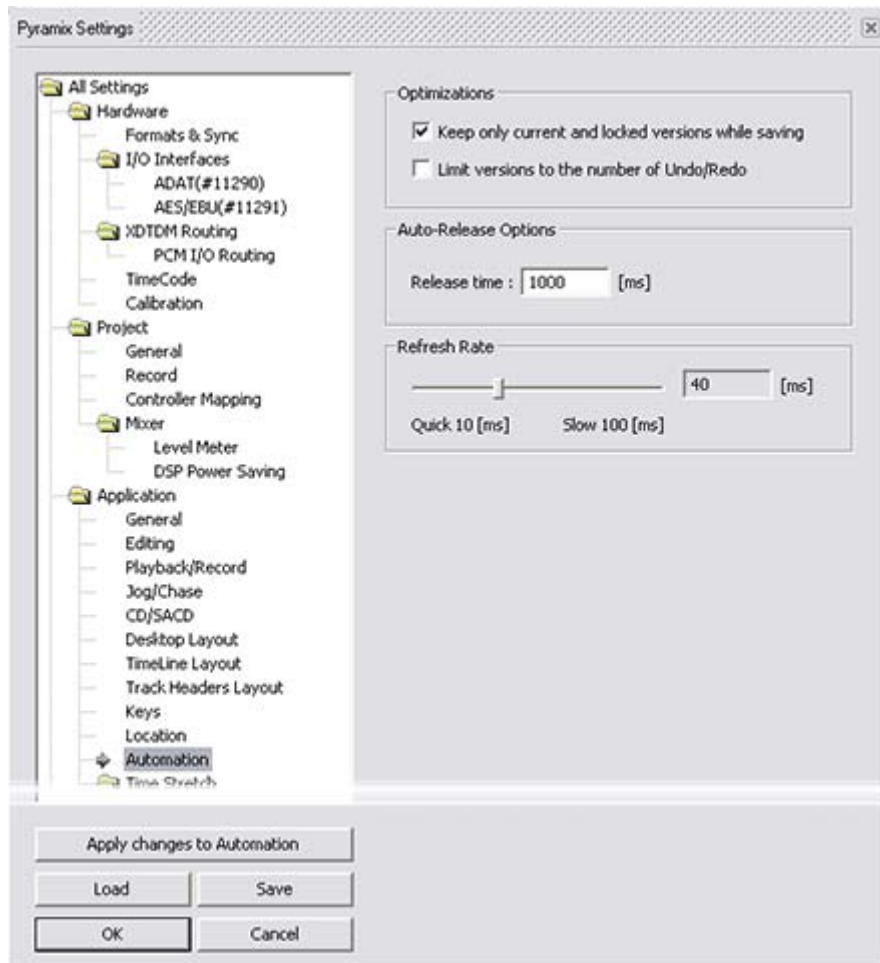 Pyramix Settings
All Settings
Hardware
Formats & Sync
I/O Interfaces
ADAT(#11290)
AES/EBU(#11291)
XDTDM Routing
PCM I/O Routing
TimeCode
Calibration
Project
General
Record
Controller Mapping
Mixer
Level Meter
DSP Power Saving
Application
General
Editing
Playback/Record
Jog/Chase
CD/SACD
Desktop Layout
TimeLine Layout
Track Headers Layout
Keys
Location
Automation
Time Stretch
Optimizations
Keep only current and locked versions while saving
Limit versions to the number of Undo/Redo
Auto-Release Options
Release time : 1000 [ms]
Refresh Rate
40 [ms]
Quick 10 [ms] Slow 100 [ms]
Apply changes to Automation
Load Save
OK Cancel